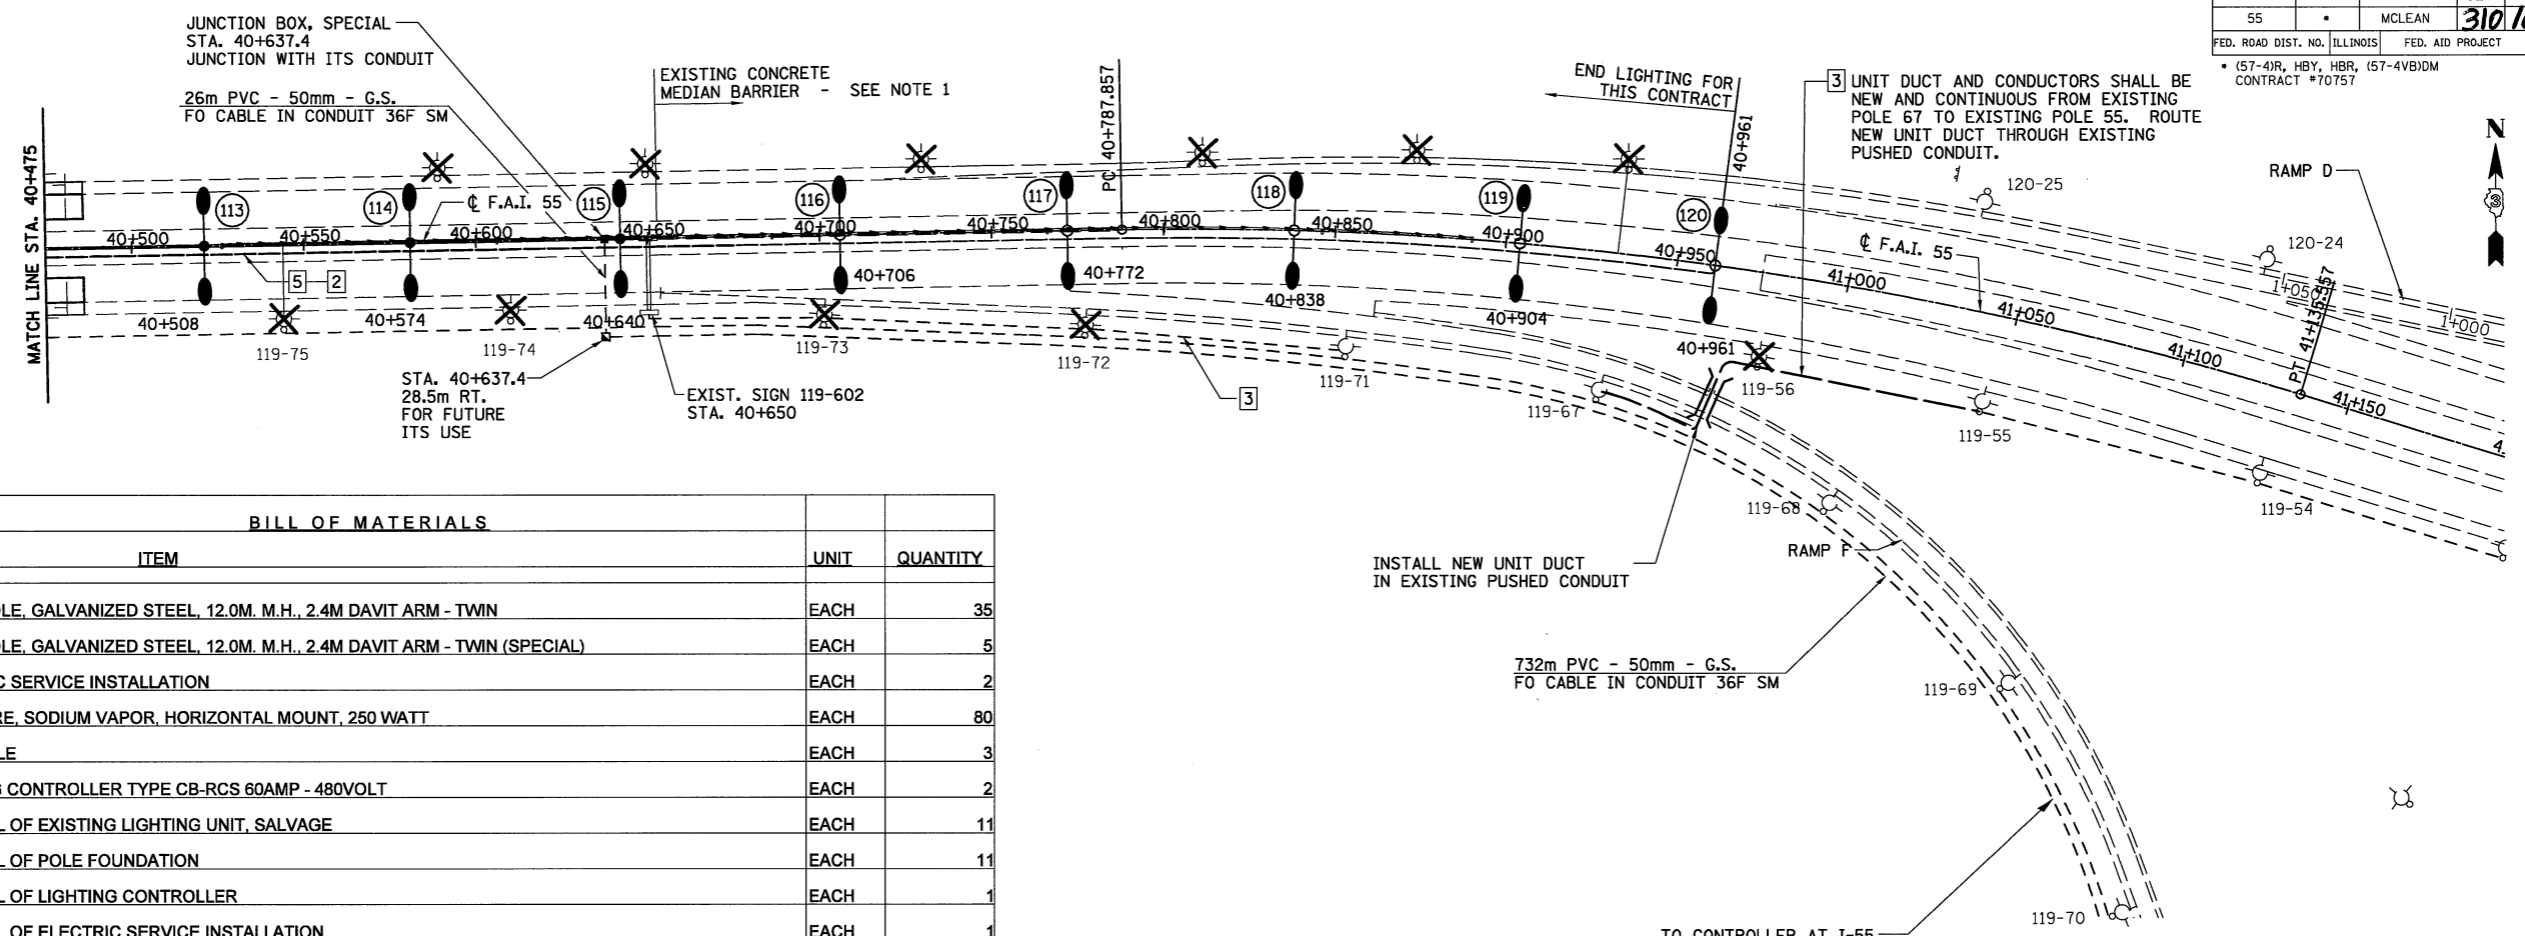 JUNCTION BOX, SPECIAL
STA. 40+637.4
JUNCTION WITH ITS CONDUIT
26m PVC - 50mm - G.S.
FO CABLE IN CONDUIT 36F SM
EXISTING CONCRETE
MEDIAN BARRIER - SEE NOTE 1
PC 40+787.857
END LIGHTING FOR
THIS CONTRACT
40+961
3 UNIT DUCT AND CONDUCTORS SHALL BE
NEW AND CONTINUOUS FROM EXISTING
POLE 67 TO EXISTING POLE 55. ROUTE
NEW UNIT DUCT THROUGH EXISTING
PUSHED CONDUIT.
55 • MCLEAN 310
FED. ROAD DIST. NO. ILLINOIS FED. AID PROJECT
• (57-4)R, HBY, HBR, (57-4VB)DM
CONTRACT #70757
N
3
RAMP D
120-25
120-24
MATCH LINE STA. 40+475
113
114
115
116
117
118
119
120
℄ F.A.I. 55
℄ F.A.I. 55
40+500
40+550
40+600
40+650
40+700
40+750
40+800
40+850
40+900
40+950
41+000
41+050
41+100
41+150
4
1+050
1+000
PT 41+136.557
5 2
40+508
40+574
40+640
40+706
40+772
40+838
40+904
40+961
119-75
119-74
119-73
119-72
119-71
119-67
119-56
119-55
119-54
119-68
119-69
119-70
STA. 40+637.4
28.5m RT.
FOR FUTURE
ITS USE
EXIST. SIGN 119-602
STA. 40+650
3
INSTALL NEW UNIT DUCT
IN EXISTING PUSHED CONDUIT
RAMP F
732m PVC - 50mm - G.S.
FO CABLE IN CONDUIT 36F SM
TO CONTROLLER AT I-55
BILL OF MATERIALS
ITEM UNIT QUANTITY
LE, GALVANIZED STEEL, 12.0M. M.H., 2.4M DAVIT ARM - TWIN EACH 35
LE, GALVANIZED STEEL, 12.0M. M.H., 2.4M DAVIT ARM - TWIN (SPECIAL) EACH 5
C SERVICE INSTALLATION EACH 2
RE, SODIUM VAPOR, HORIZONTAL MOUNT, 250 WATT EACH 80
LE EACH 3
G CONTROLLER TYPE CB-RCS 60AMP - 480VOLT EACH 2
L OF EXISTING LIGHTING UNIT, SALVAGE EACH 11
L OF POLE FOUNDATION EACH 11
L OF LIGHTING CONTROLLER EACH 1
L OF ELECTRIC SERVICE INSTALLATION EACH 1